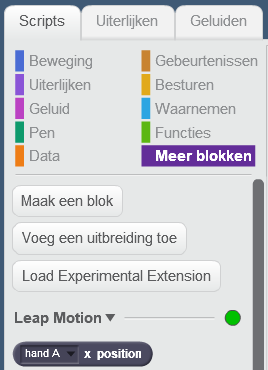 Scripts Uiterlijken Geluiden
Beweging Gebeurtenissen
Uiterlijken Besturen
Geluid Waarnemen
Pen Functies
Data Meer blokken
Maak een blok
Voeg een uitbreiding toe
Load Experimental Extension
Leap Motion
hand A x position